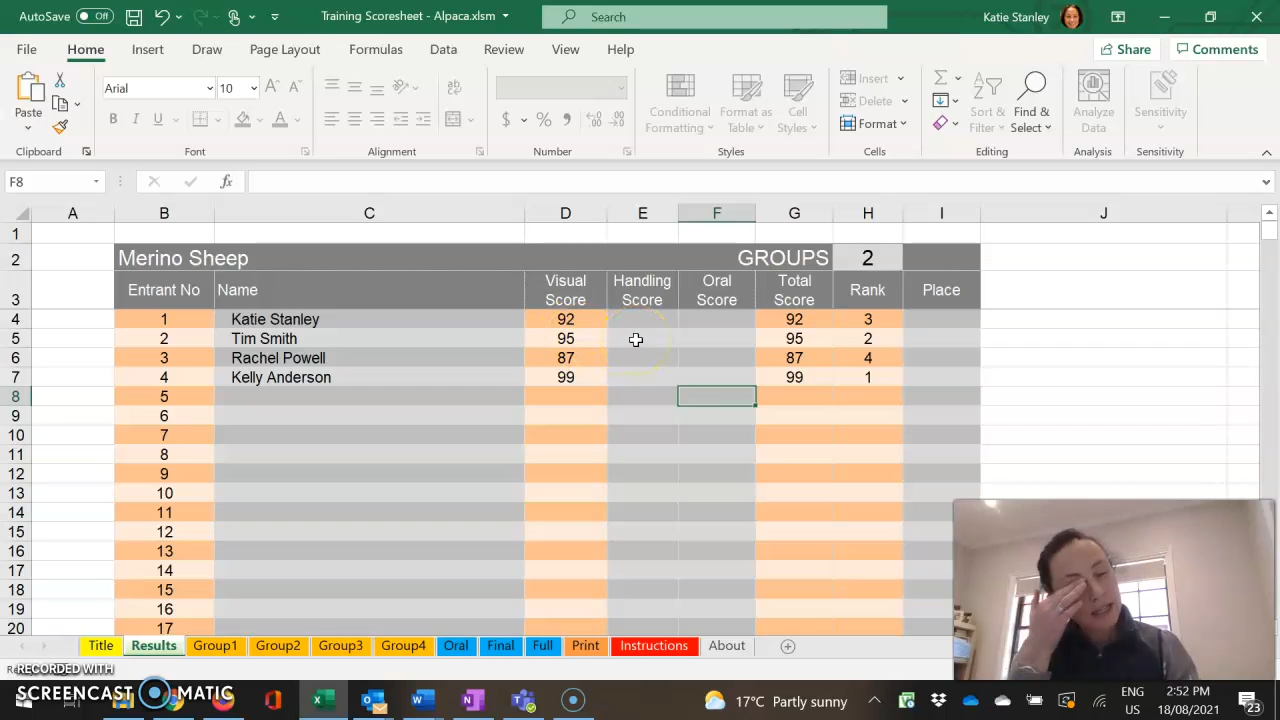 AutoSave Off Training Scoresheet - Alpaca.xlsm Search Katie Stanley
File Home Insert Draw Page Layout Formulas Data Review View Help Share Comments
Arial 10 Insert
Paste Conditional Formatting Format as Table Cell Styles Delete Sort & Filter Find & Select Analyze Data Sensitivity
B I U $ % Format
Clipboard Font Alignment Number Styles Cells Editing Analysis Sensitivity
F8 fx
A B C D E F G H I J
1
2 Merino Sheep GROUPS 2
3 Entrant No Name Visual Score Handling Score Oral Score Total Score Rank Place
4 1 Katie Stanley 92 92 3
5 2 Tim Smith 95 95 2
6 3 Rachel Powell 87 87 4
7 4 Kelly Anderson 99 99 1
8 5
9 6
10 7
11 8
12 9
13 10
14 11
15 12
16 13
17 14
18 15
19 16
20 17
Title Results Group1 Group2 Group3 Group4 Oral Final Full Print Instructions About
RECORDED WITH
SCREENCAST MATIC
17°C Partly sunny ENG US 2:52 PM 18/08/2021 23